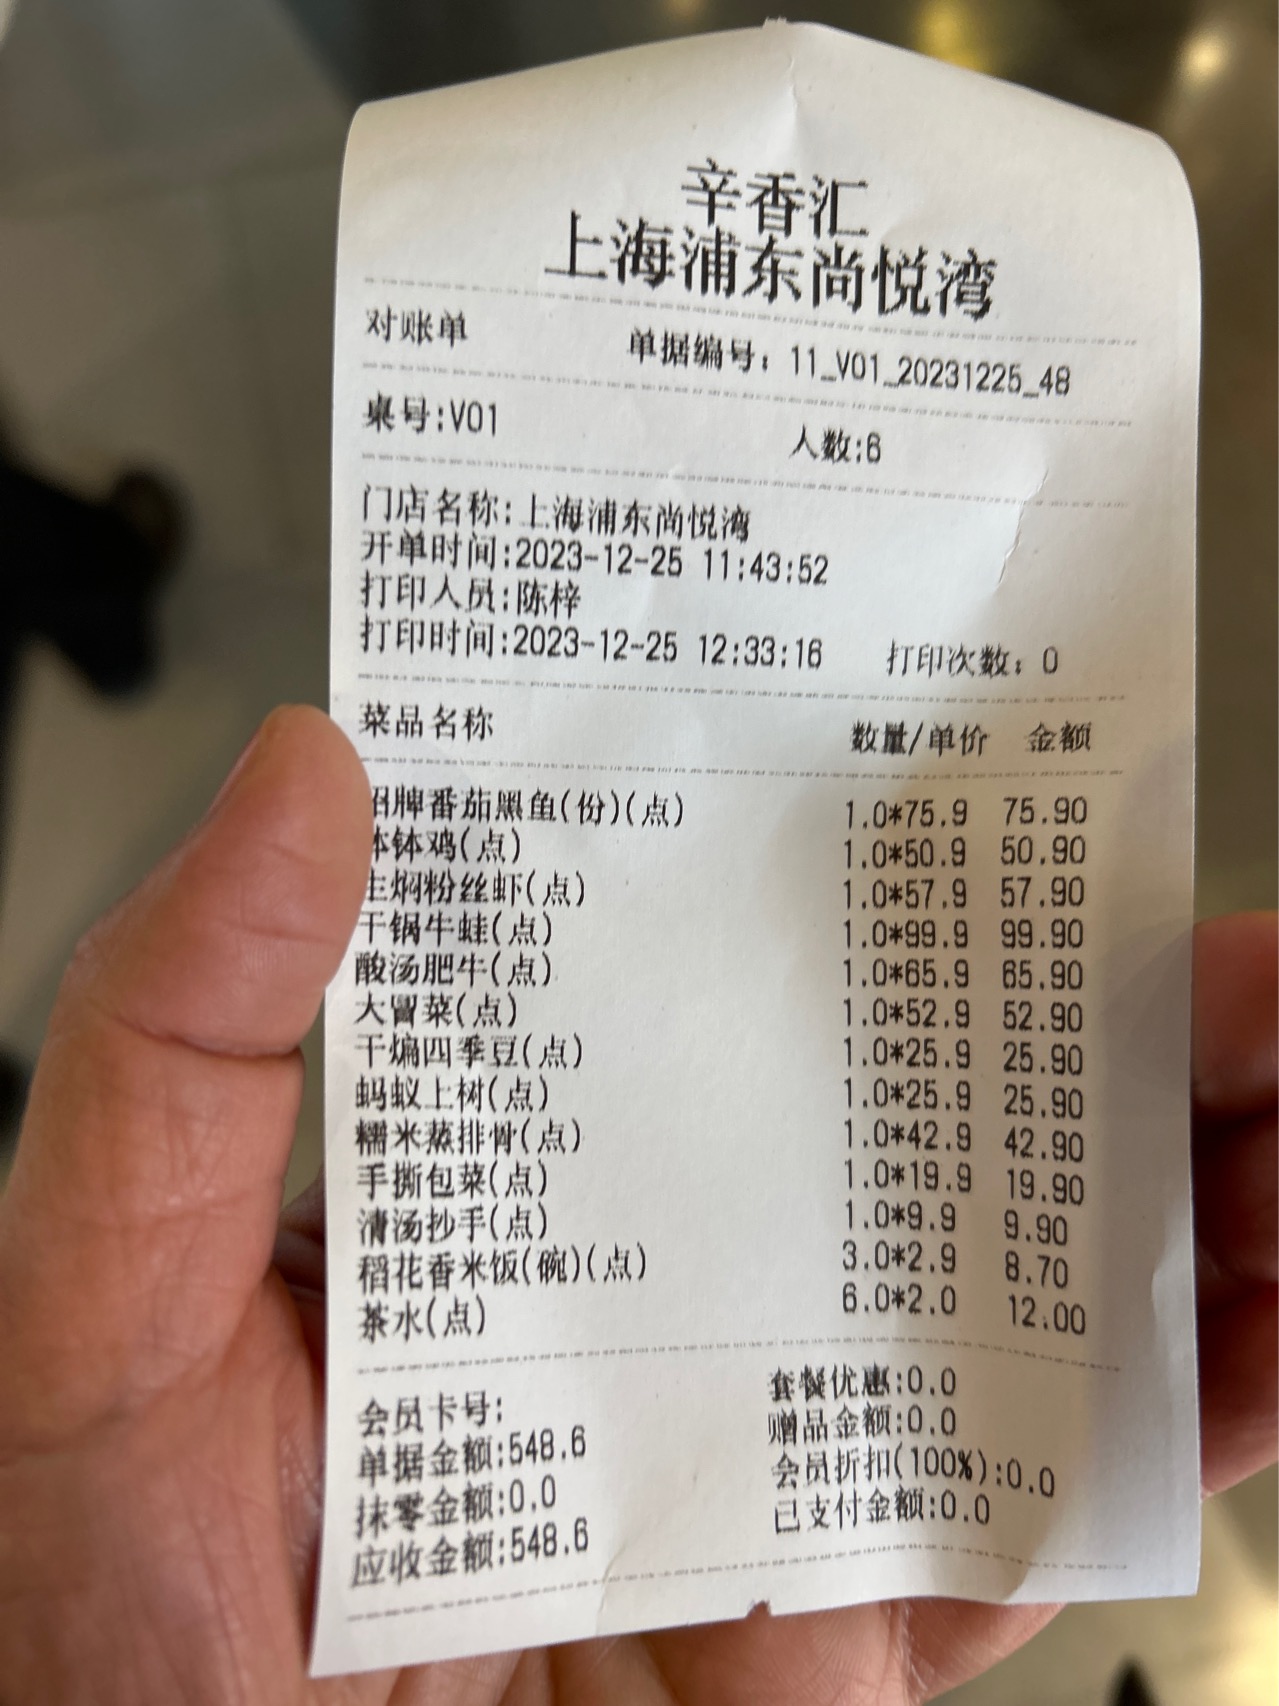 辛香汇
上海浦东尚悦湾
对账单 单据编号：11_V01_20231225_48
桌号:V01 人数:6
门店名称:上海浦东尚悦湾
开单时间:2023-12-25 11:43:52
打印人员:陈梓
打印时间:2023-12-25 12:33:16 打印次数：0
菜品名称 数量/单价 金额
招牌番茄黑鱼(份)(点) 1.0*75.9 75.90
钵钵鸡(点) 1.0*50.9 50.90
生焖粉丝虾(点) 1.0*57.9 57.90
干锅牛蛙(点) 1.0*99.9 99.90
酸汤肥牛(点) 1.0*65.9 65.90
大冒菜(点) 1.0*52.9 52.90
干煸四季豆(点) 1.0*25.9 25.90
蚂蚁上树(点) 1.0*25.9 25.90
糯米蒸排骨(点) 1.0*42.9 42.90
手撕包菜(点) 1.0*19.9 19.90
清汤抄手(点) 1.0*9.9 9.90
稻花香米饭(碗)(点) 3.0*2.9 8.70
茶水(点) 6.0*2.0 12.00
会员卡号: 套餐优惠:0.0
单据金额:548.6 赠品金额:0.0
抹零金额:0.0 会员折扣(100%):0.0
应收金额:548.6 已支付金额:0.0